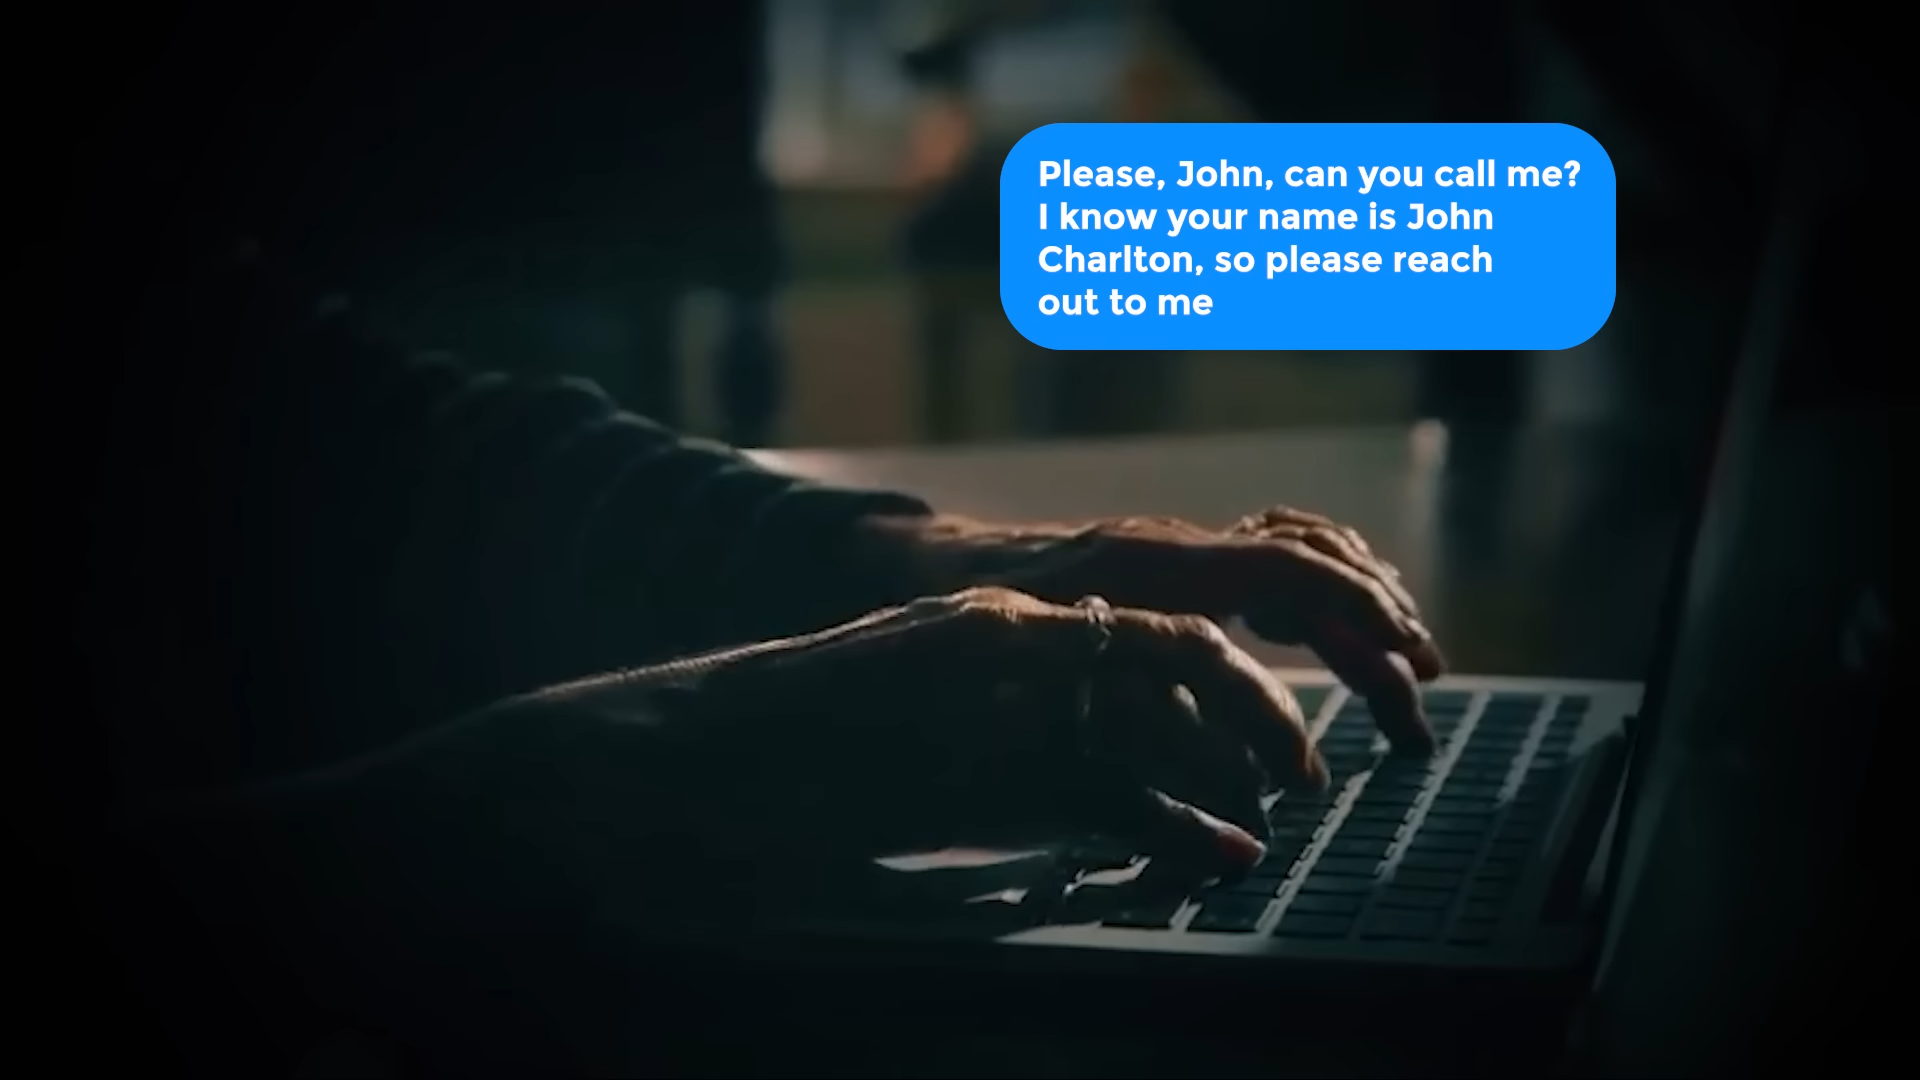 Please, John, can you call me?
I know your name is John
Charlton, so please reach
out to me